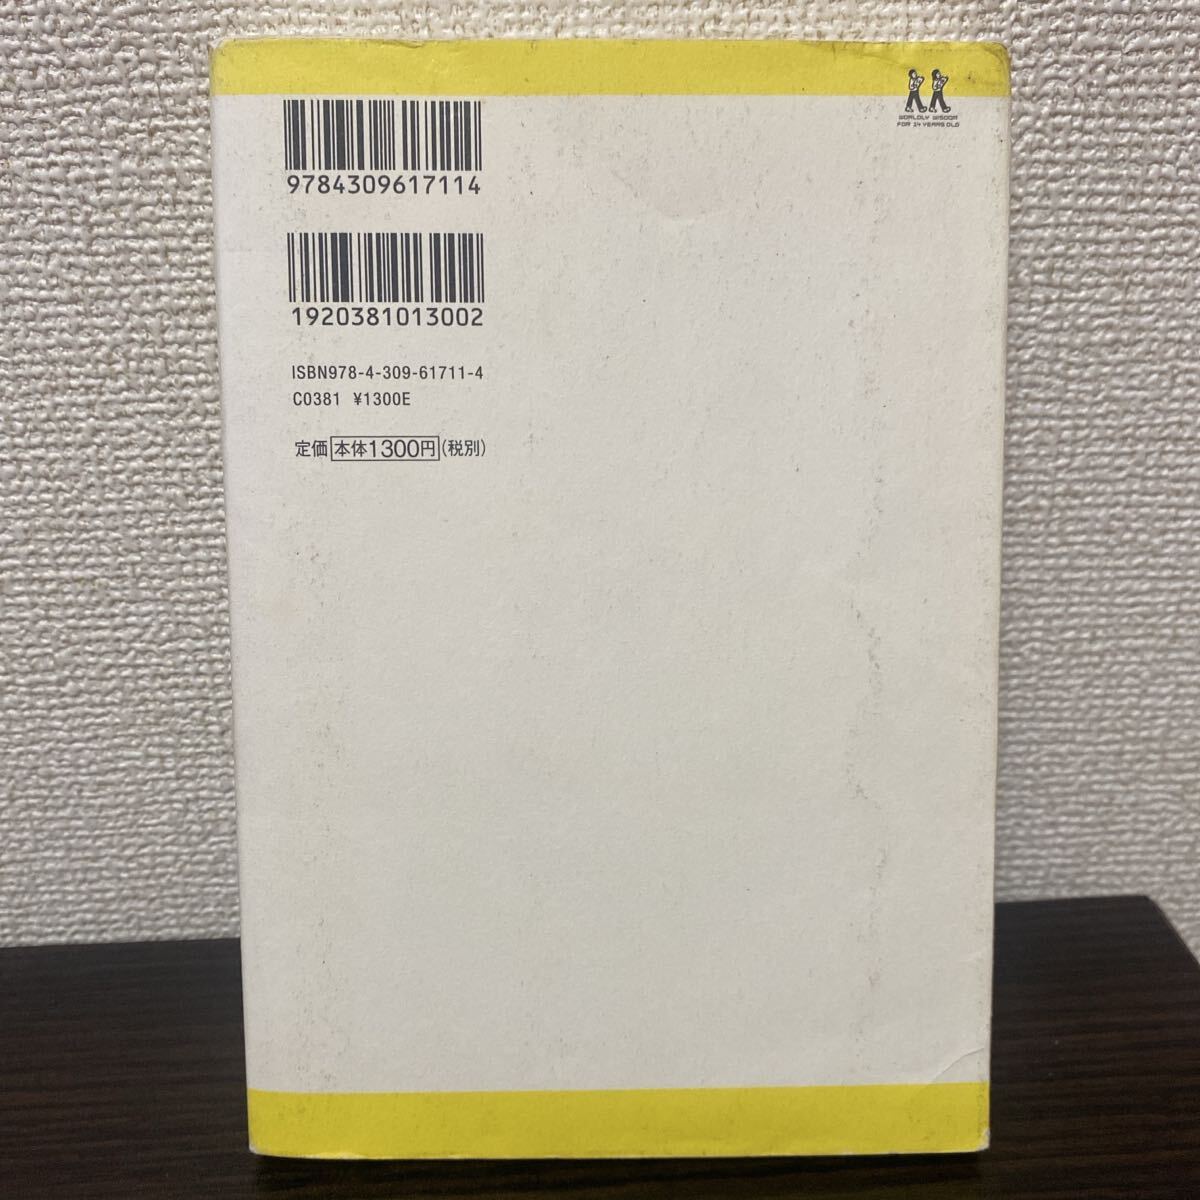 9784309617114
1920381013002
ISBN978-4-309-61711-4
C0381 ¥1300E
定価 本体1300円(税別)
WORLDLY WISDOM
FOR 14 YEARS OLD